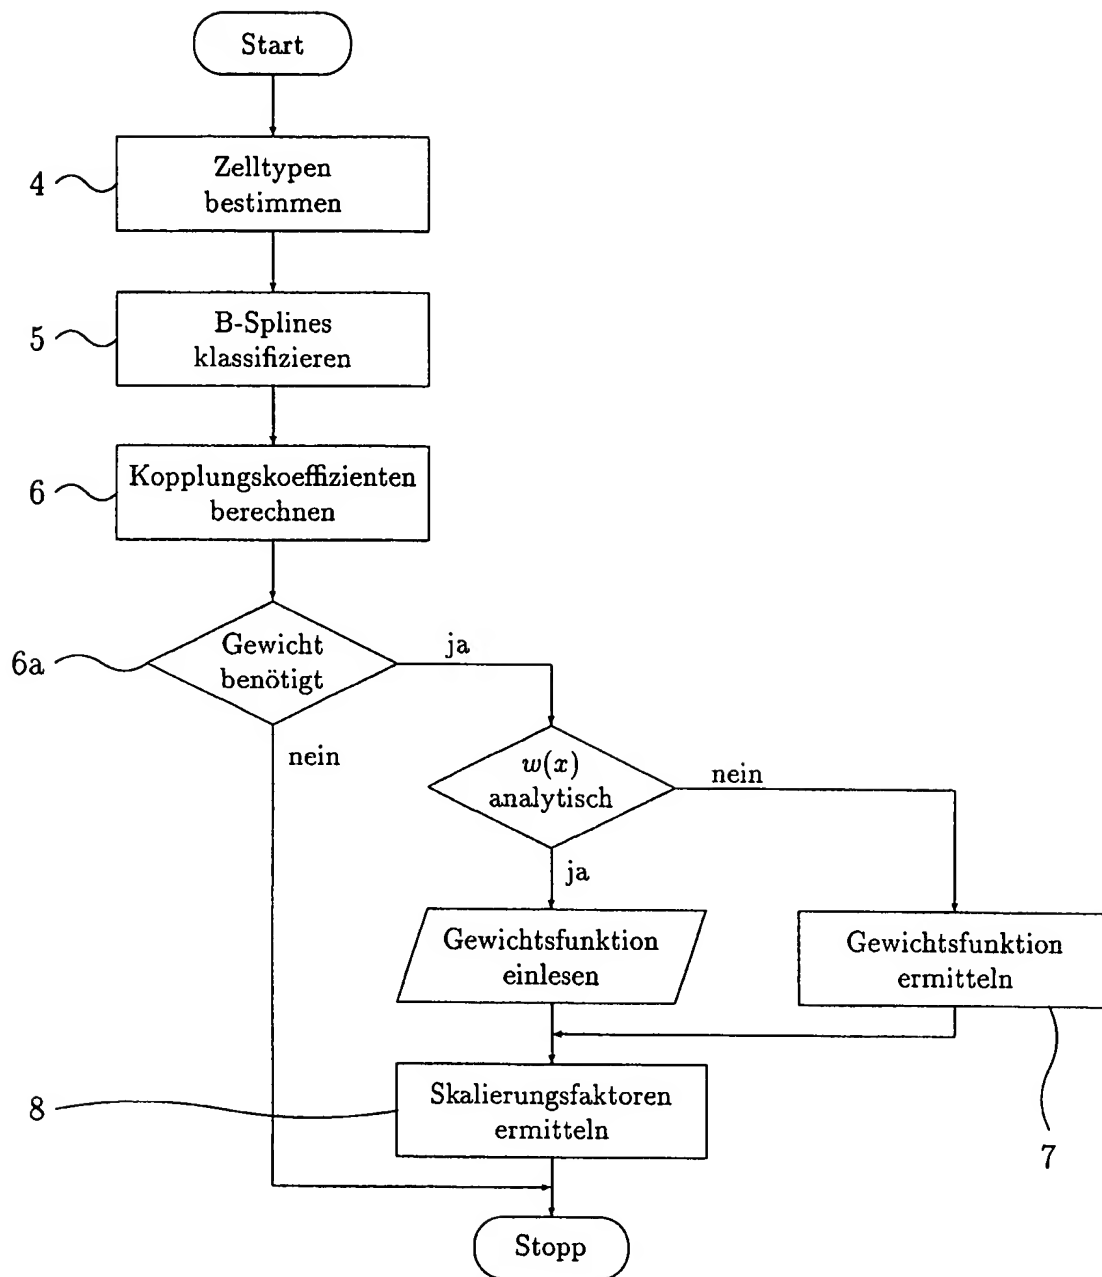 Start
4
Zelltypen
bestimmen
5
B-Splines
klassifizieren
6
Kopplungskoeffizienten
berechnen
6a
Gewicht
benötigt
ja
nein
w(x)
analytisch
nein
ja
Gewichtsfunktion
einlesen
Gewichtsfunktion
ermitteln
8
Skalierungsfaktoren
ermitteln
7
Stopp